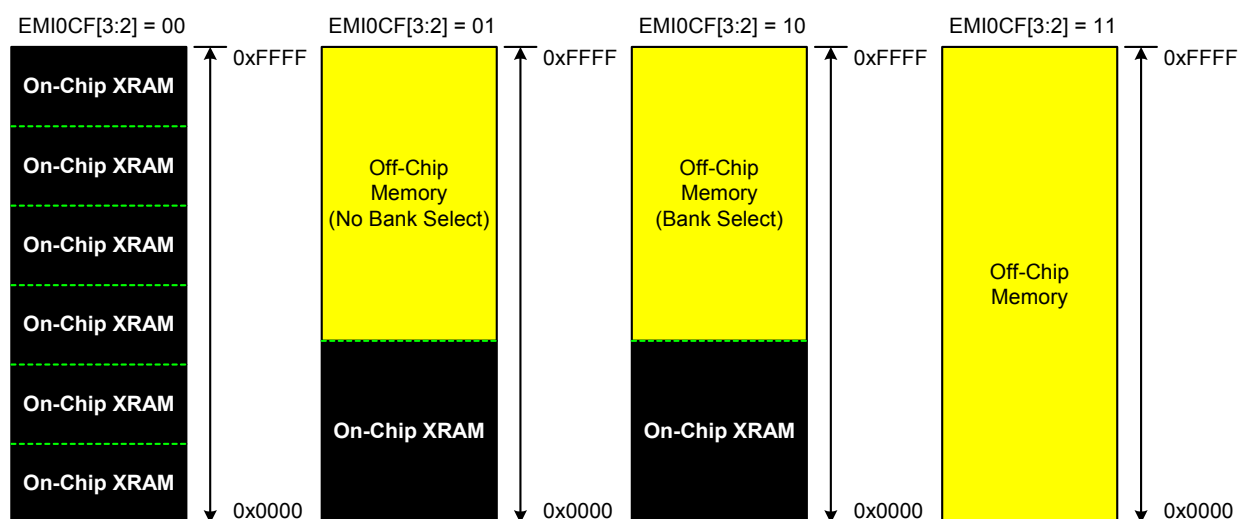 EMI0CF[3:2] = 00
EMI0CF[3:2] = 01
EMI0CF[3:2] = 10
EMI0CF[3:2] = 11
On-Chip XRAM
On-Chip XRAM
On-Chip XRAM
On-Chip XRAM
On-Chip XRAM
On-Chip XRAM
0xFFFF
0x0000
Off-Chip
Memory
(No Bank Select)
On-Chip XRAM
0xFFFF
0x0000
Off-Chip
Memory
(Bank Select)
On-Chip XRAM
0xFFFF
0x0000
Off-Chip
Memory
0xFFFF
0x0000